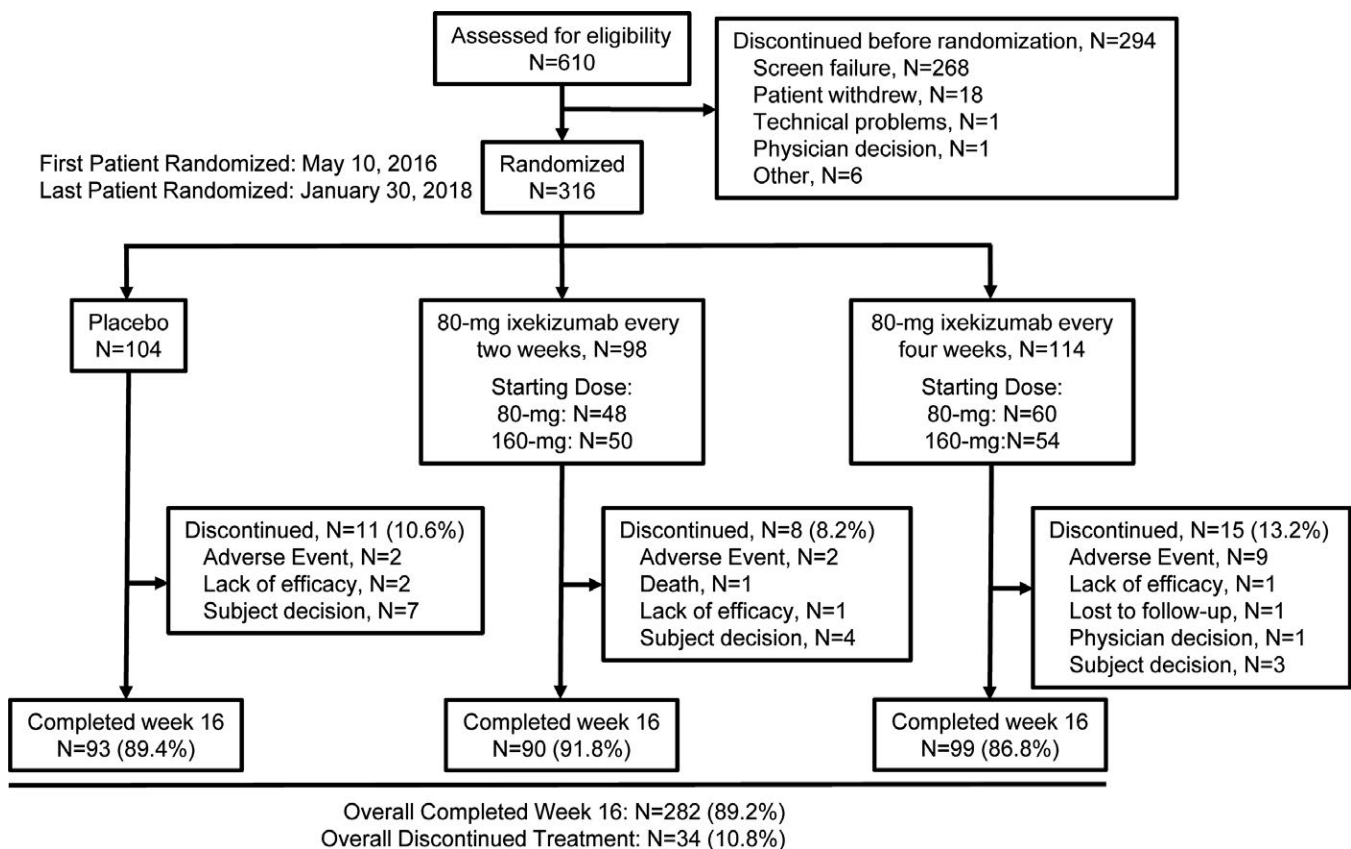 Assessed for eligibility
N=610
Discontinued before randomization, N=294
Screen failure, N=268
Patient withdrew, N=18
Technical problems, N=1
Physician decision, N=1
Other, N=6
First Patient Randomized: May 10, 2016
Last Patient Randomized: January 30, 2018
Randomized
N=316
Placebo
N=104
80-mg ixekizumab every
two weeks, N=98
Starting Dose:
80-mg: N=48
160-mg: N=50
80-mg ixekizumab every
four weeks, N=114
Starting Dose:
80-mg: N=60
160-mg:N=54
Discontinued, N=11 (10.6%)
Adverse Event, N=2
Lack of efficacy, N=2
Subject decision, N=7
Discontinued, N=8 (8.2%)
Adverse Event, N=2
Death, N=1
Lack of efficacy, N=1
Subject decision, N=4
Discontinued, N=15 (13.2%)
Adverse Event, N=9
Lack of efficacy, N=1
Lost to follow-up, N=1
Physician decision, N=1
Subject decision, N=3
Completed week 16
N=93 (89.4%)
Completed week 16
N=90 (91.8%)
Completed week 16
N=99 (86.8%)
Overall Completed Week 16: N=282 (89.2%)
Overall Discontinued Treatment: N=34 (10.8%)